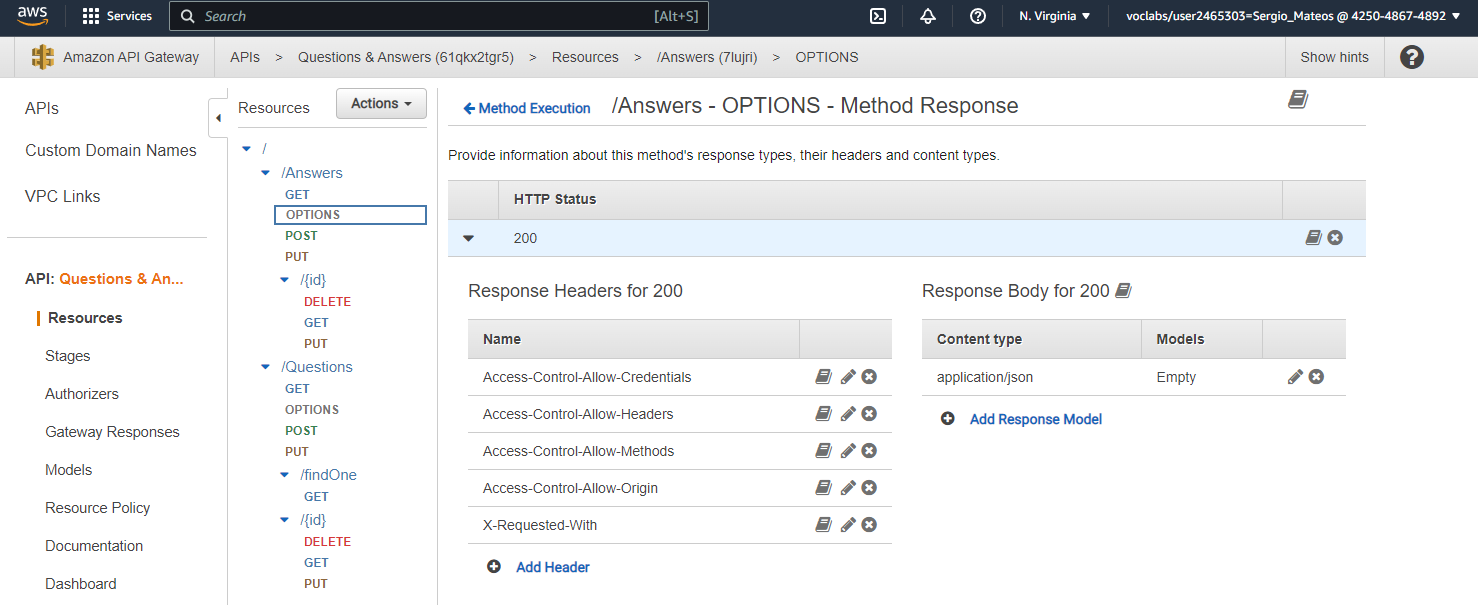 aws
Services
Search
[Alt+S]
N. Virginia
voclabs/user2465303=Sergio_Mateos @ 4250-4867-4892
Amazon API Gateway
APIs > Questions & Answers (61qkx2tgr5) > Resources > /Answers (7lujri) > OPTIONS
Show hints
APIs
Custom Domain Names
VPC Links
API: Questions & An...
Resources
Stages
Authorizers
Gateway Responses
Models
Resource Policy
Documentation
Dashboard
Resources
Actions
/
/Answers
GET
OPTIONS
POST
PUT
/{id}
DELETE
GET
PUT
/Questions
GET
OPTIONS
POST
PUT
/findOne
GET
/{id}
DELETE
GET
PUT
Method Execution
/Answers - OPTIONS - Method Response
Provide information about this method's response types, their headers and content types.
HTTP Status
200
Response Headers for 200
Name
Access-Control-Allow-Credentials
Access-Control-Allow-Headers
Access-Control-Allow-Methods
Access-Control-Allow-Origin
X-Requested-With
Add Header
Response Body for 200
Content type Models
application/json Empty
Add Response Model